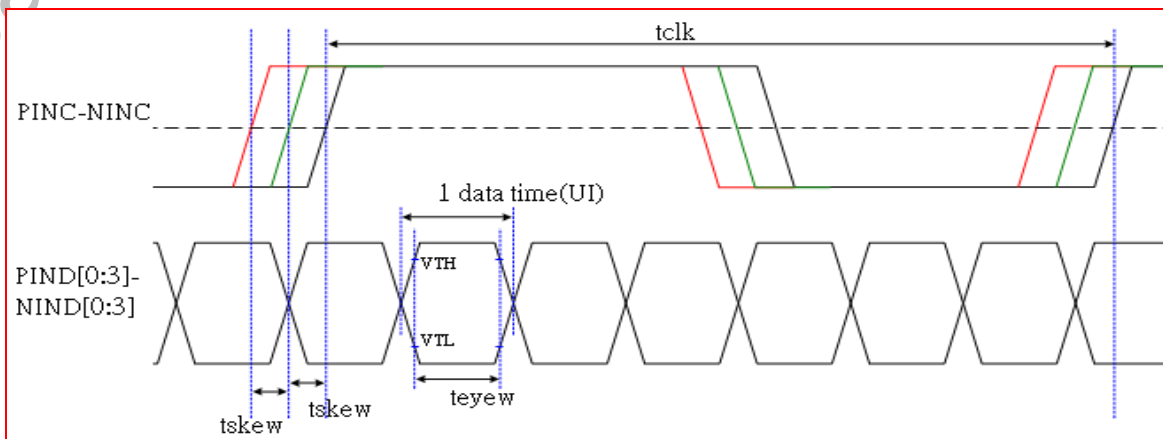 tclk
PINC-NINC
1 data time(UI)
PIND[0:3]-
NIND[0:3]
VTH
VTL
teyew
tskew
tskew